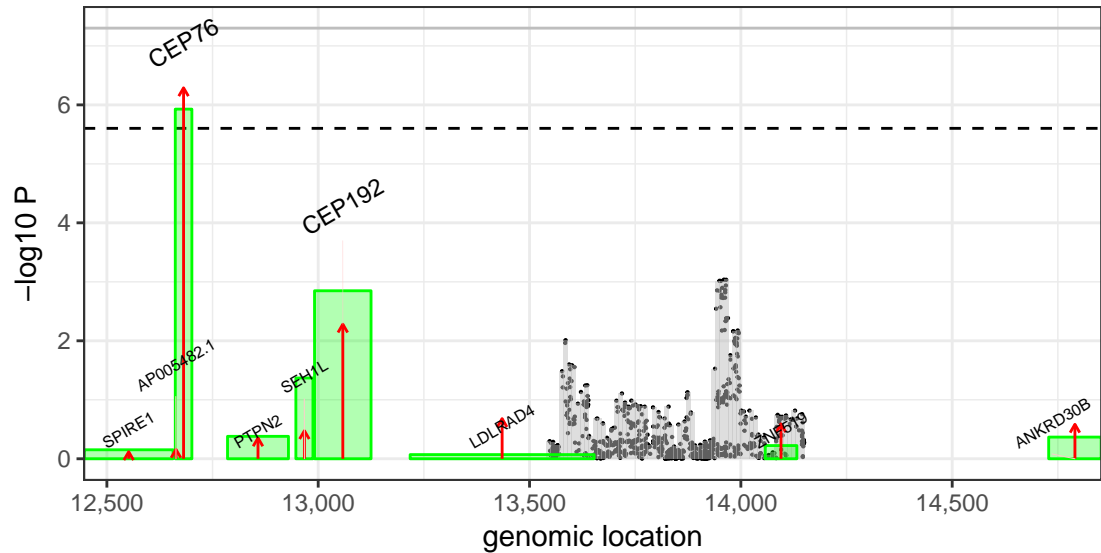 CEP76
6
CEP192
4
−log10 P
2
AP005482.1
SEH1L
SPIRE1
PTPN2
LDLRAD4
ZNF519
ANKRD30B
0
12,500
13,000
13,500
14,000
14,500
genomic location